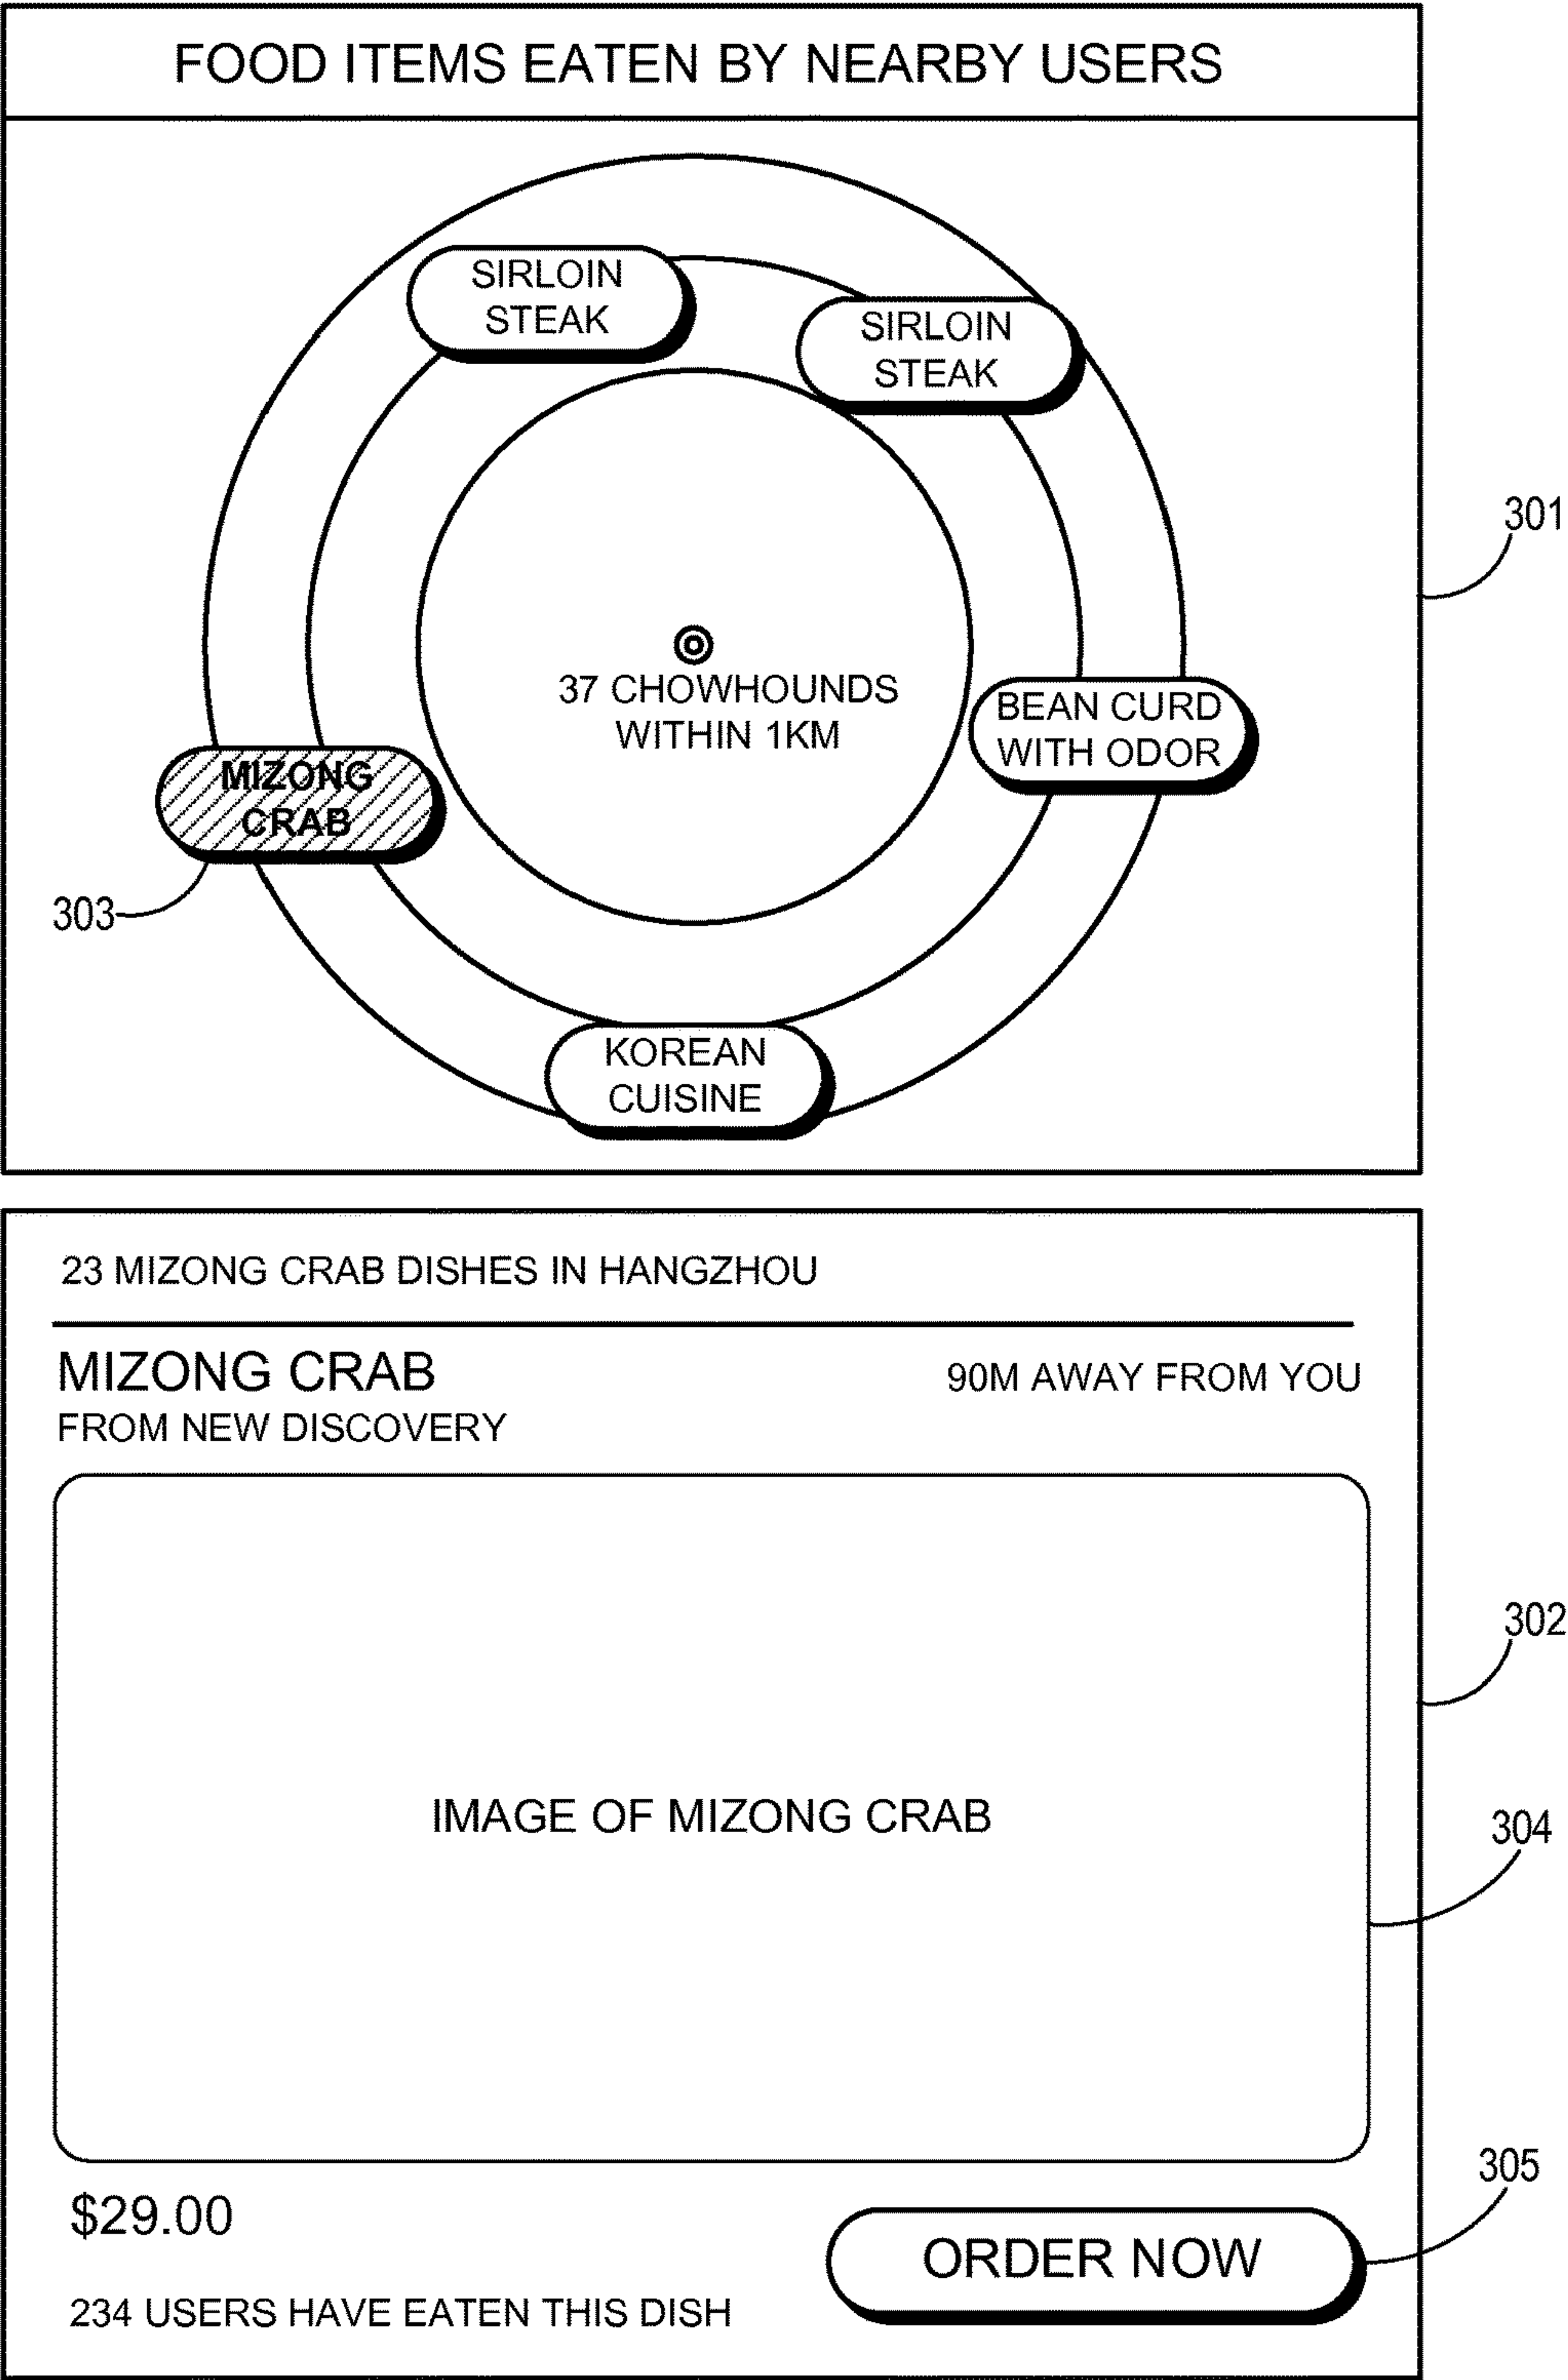 FOOD ITEMS EATEN BY NEARBY USERS
SIRLOIN
STEAK
SIRLOIN
STEAK
301
37 CHOWHOUNDS
WITHIN 1KM
BEAN CURD
WITH ODOR
MIZONG
CRAB
303
KOREAN
CUISINE
23 MIZONG CRAB DISHES IN HANGZHOU
MIZONG CRAB
90M AWAY FROM YOU
FROM NEW DISCOVERY
302
IMAGE OF MIZONG CRAB
304
305
$29.00
ORDER NOW
234 USERS HAVE EATEN THIS DISH